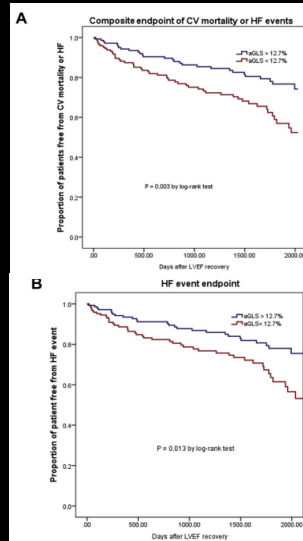 A
Composite endpoint of CV mortality or HF events
Proportion of patients free from CV mortality or HF
1.0
0.8
0.6
0.4
0.2
0.0
aGLS > 12.7%
aGLS < 12.7%
P = 0.003 by log-rank test
.00 500.00 1000.00 1500.00 2000
Days after LVEF recovery
B
HF event endpoint
Proportion of patient free from HF event
1.0
0.8
0.6
0.4
0.2
0.0
aGLS > 12.7%
aGLS< 12.7%
P = 0.013 by log-rank test
.00 500.00 1000.00 1500.00 2000.00
Days after LVEF recovery